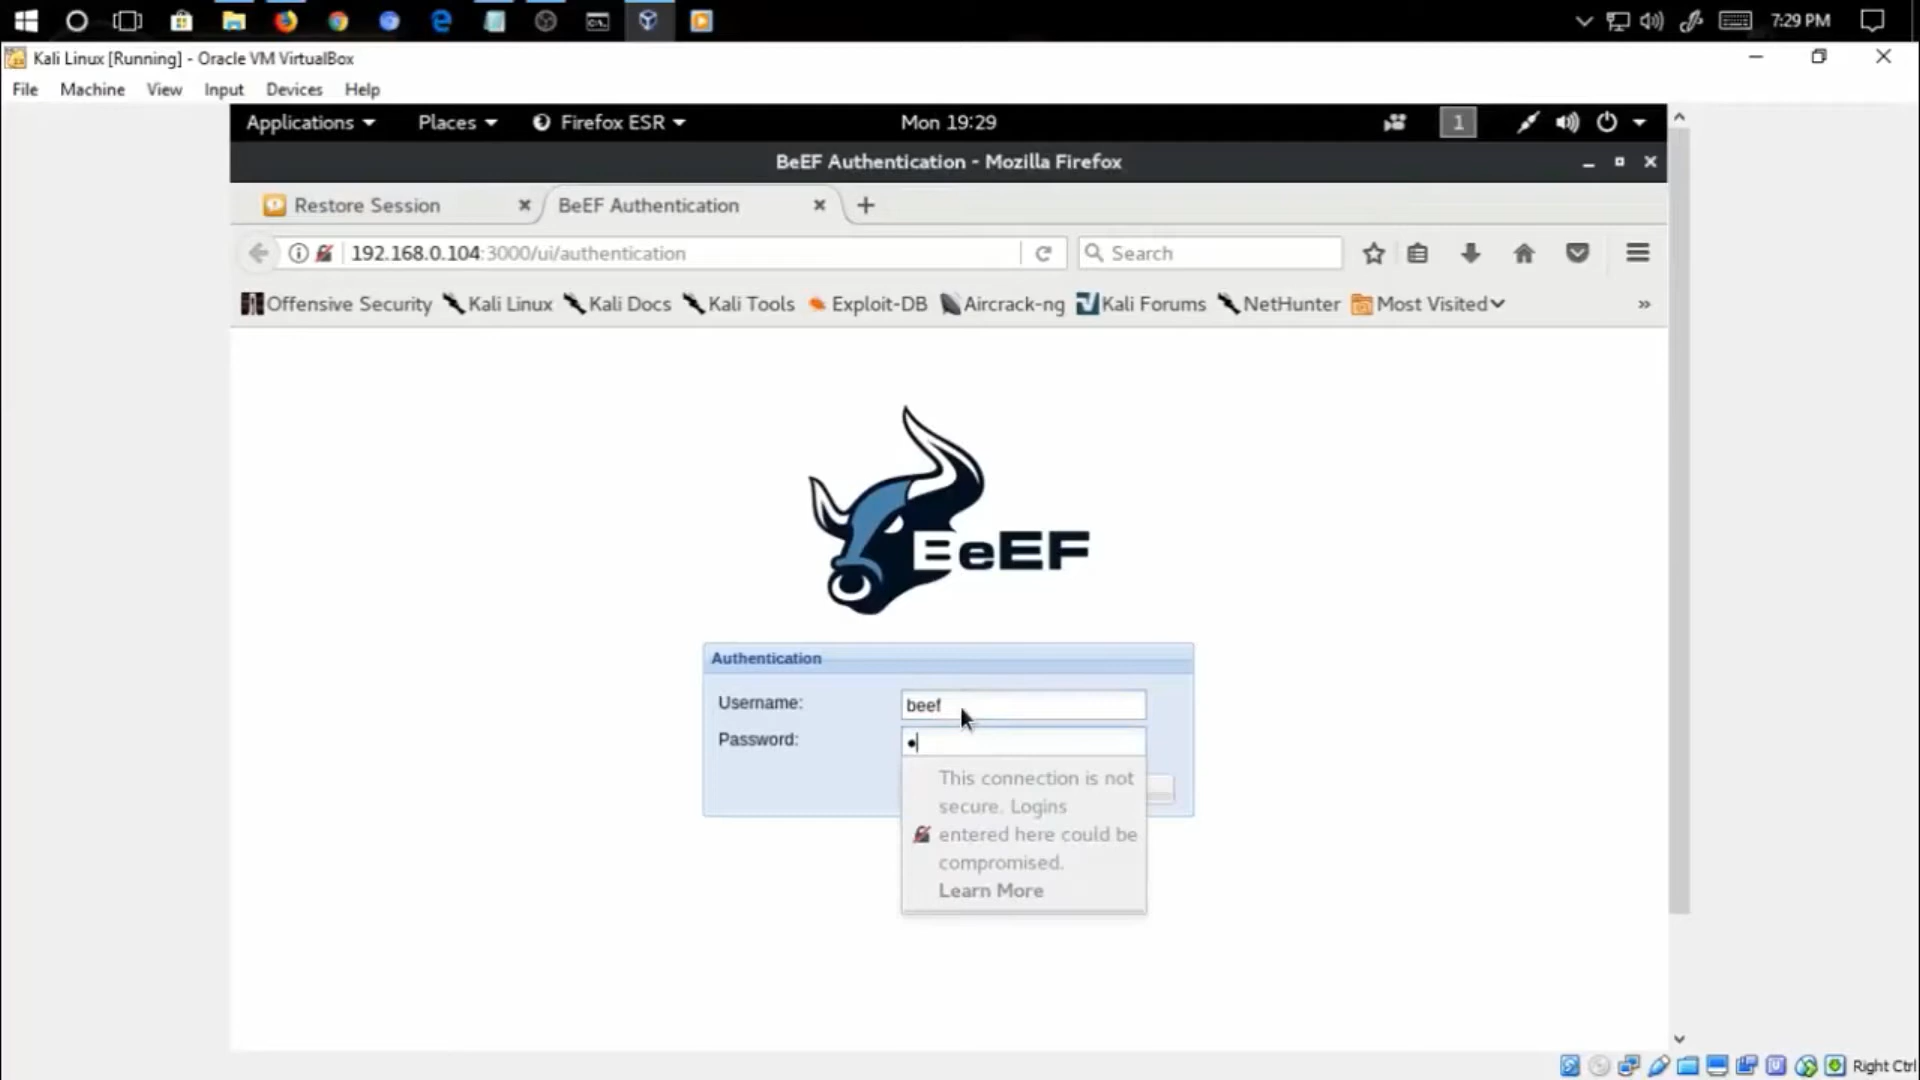 7:29 PM
Kali Linux [Running] - Oracle VM VirtualBox
File Machine View Input Devices Help
Applications Places Firefox ESR Mon 19:29 1
BeEF Authentication - Mozilla Firefox
Restore Session BeEF Authentication
192.168.0.104:3000/ui/authentication Search
Offensive Security Kali Linux Kali Docs Kali Tools Exploit-DB Aircrack-ng Kali Forums NetHunter Most Visited »
BeEF
Authentication
Username: beef
Password: •
This connection is not
secure. Logins
entered here could be
compromised.
Learn More
Right Ctrl